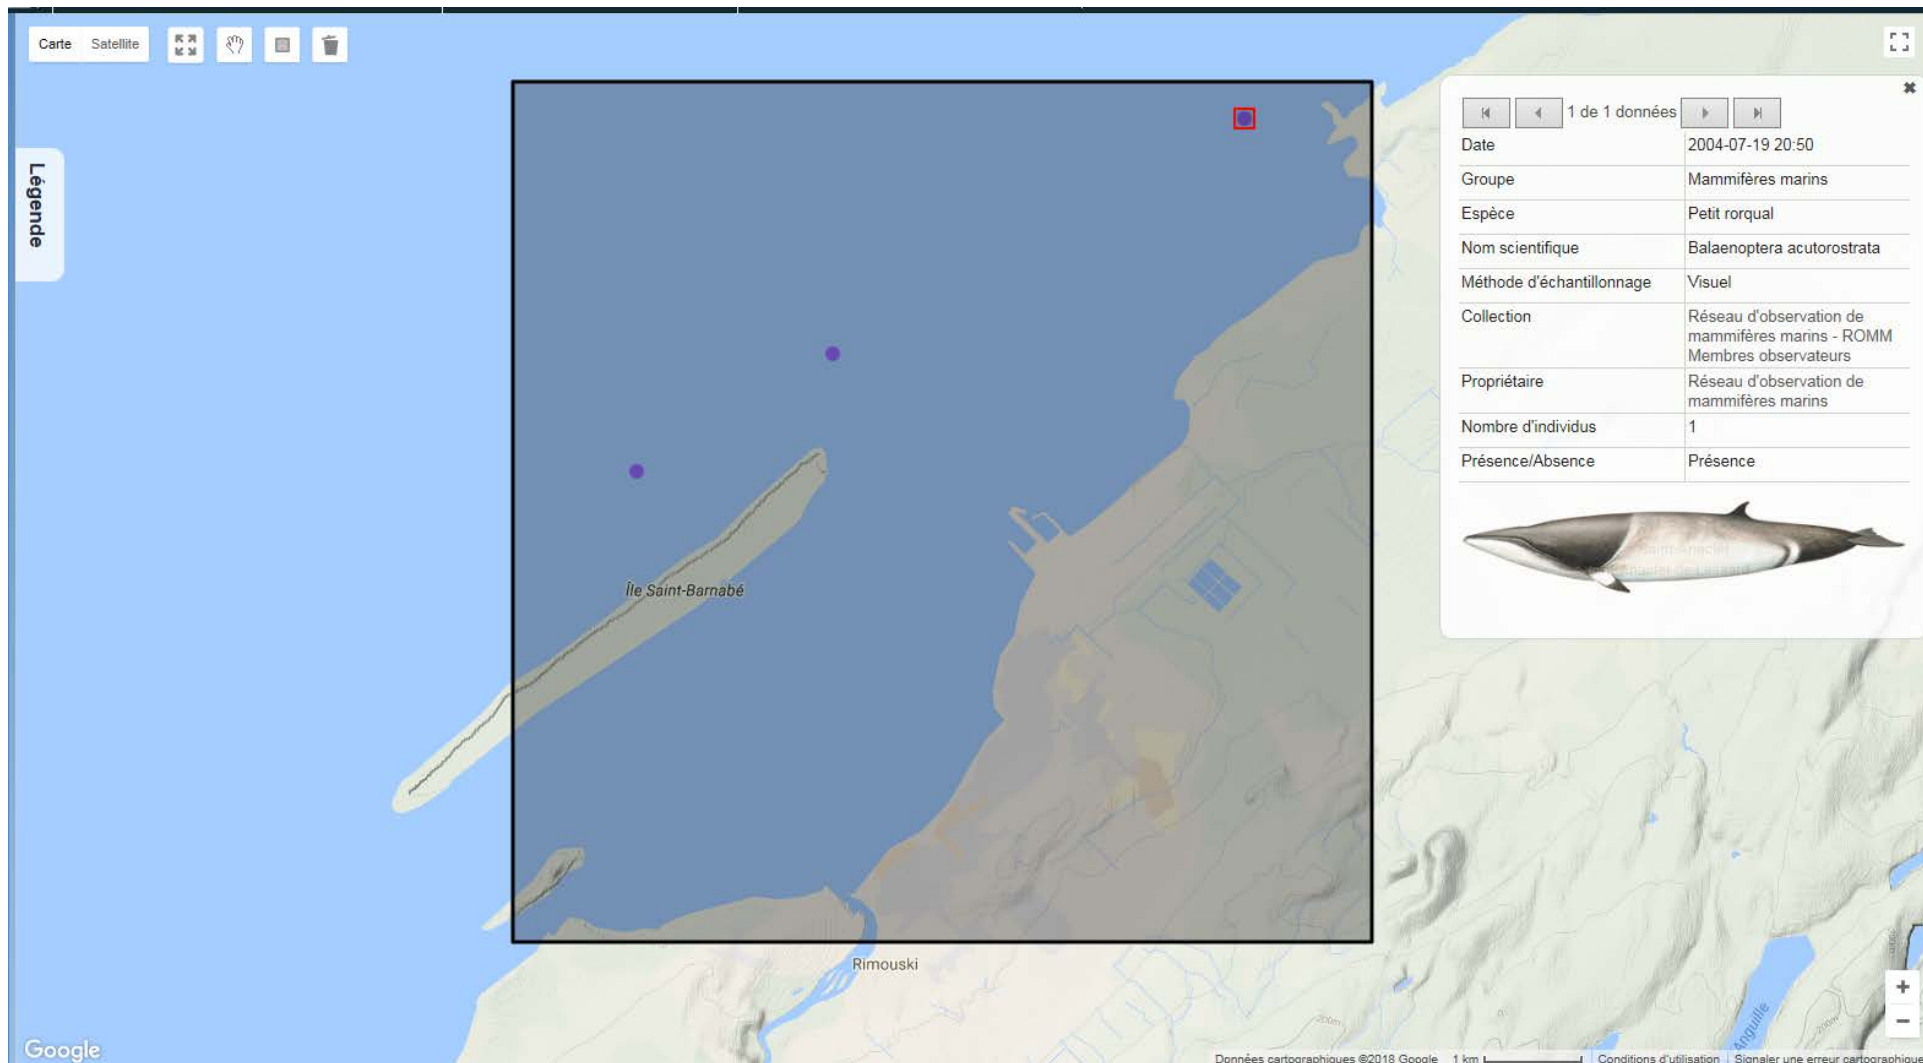 Carte Satellite
Légende
1 de 1 données
Date 2004-07-19 20:50
Groupe Mammifères marins
Espèce Petit rorqual
Nom scientifique Balaenoptera acutorostrata
Méthode d'échantillonnage Visuel
Collection Réseau d'observation de
mammifères marins - ROMM
Membres observateurs
Propriétaire Réseau d'observation de
mammifères marins
Nombre d'individus 1
Présence/Absence Présence
Île Saint-Barnabé
Rimouski
200m
200m
Anguille
+
−
Google
Données cartographiques ©2018 Google 1 km Conditions d'utilisation Signaler une erreur cartographique